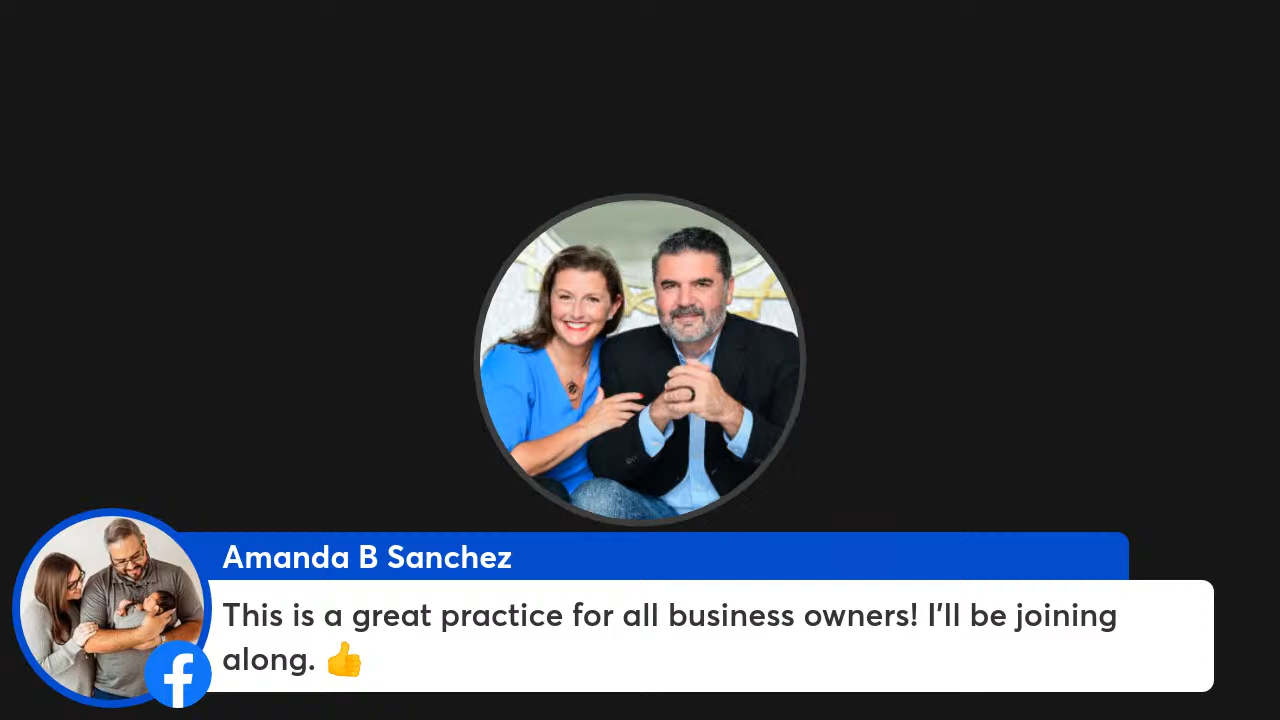 Amanda B Sanchez
This is a great practice for all business owners! I'll be joining
along. 👍